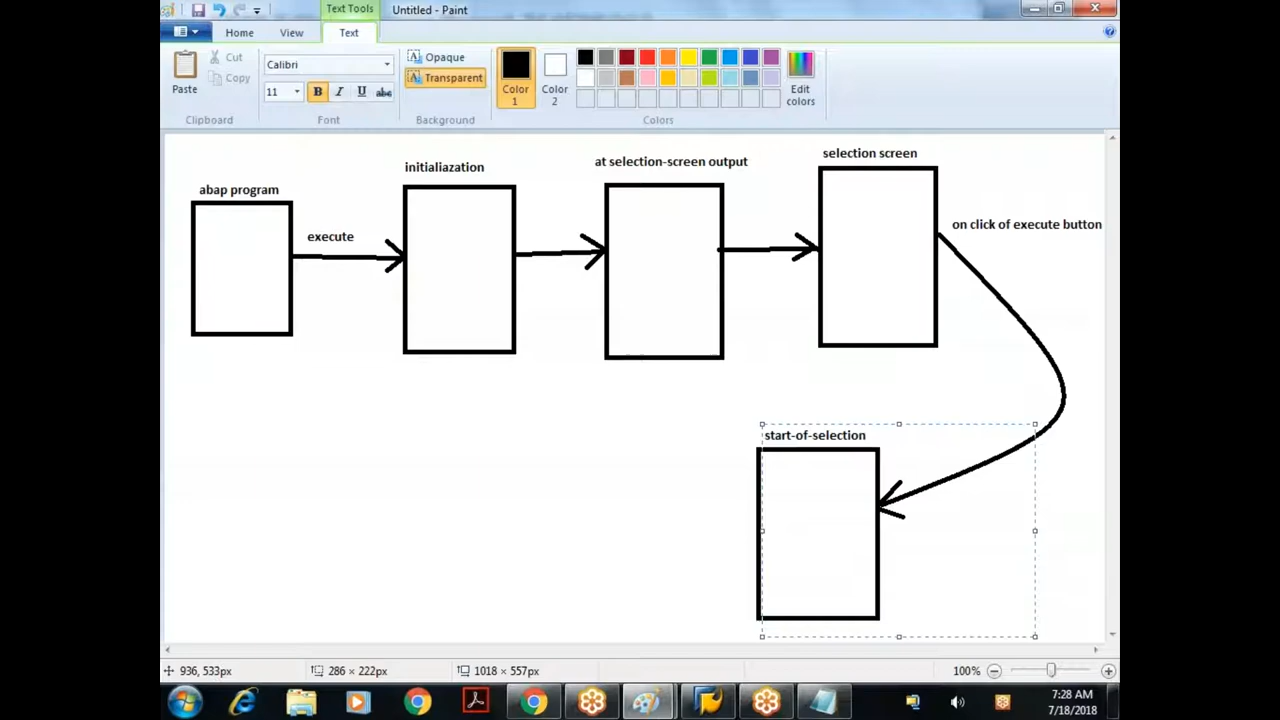 Text Tools
Untitled - Paint
Home
View
Text
Paste
Cut
Copy
Clipboard
Calibri
11
B
I
U
abc
Font
Opaque
Transparent
Background
Color
1
Color
2
Edit
colors
Colors
abap program
execute
initialiazation
at selection-screen output
selection screen
on click of execute button
start-of-selection
936, 533px
286 × 222px
1018 × 557px
100%
7:28 AM
7/18/2018